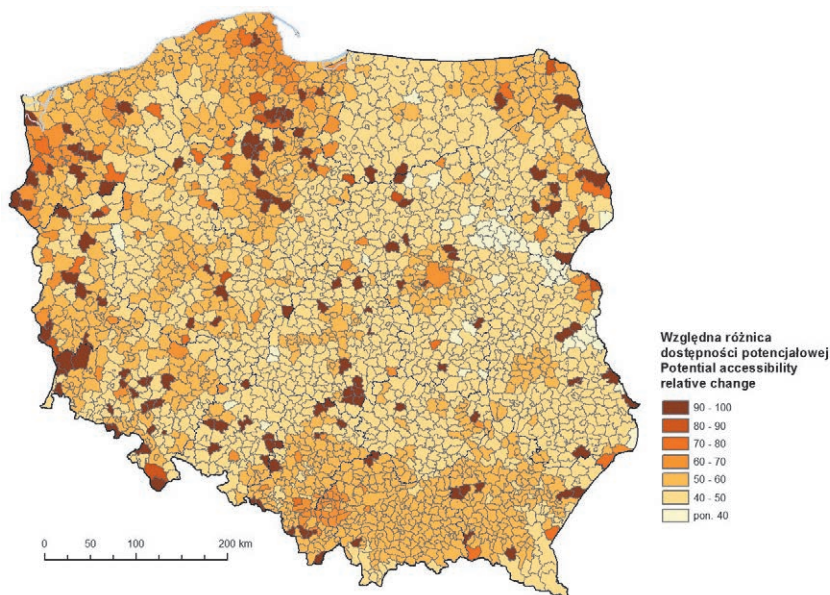 Względna różnica
dostępności potencjałowej
Potential accessibility
relative change
90 - 100
80 - 90
70 - 80
60 - 70
50 - 60
40 - 50
pon. 40
0 50 100 200 km